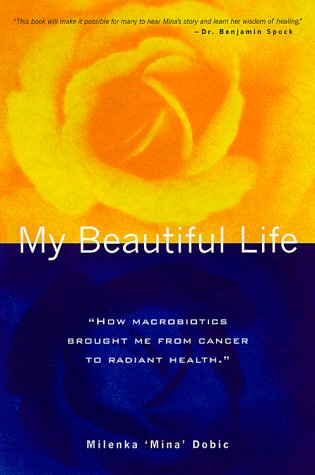 "This book will make it possible for many to hear Mina's story and learn her wisdom of healing."
—Dr. Benjamin Spock
My Beautiful Life
"HOW MACROBIOTICS
BROUGHT ME FROM CANCER
TO RADIANT HEALTH."
Milenka 'Mina' Dobic